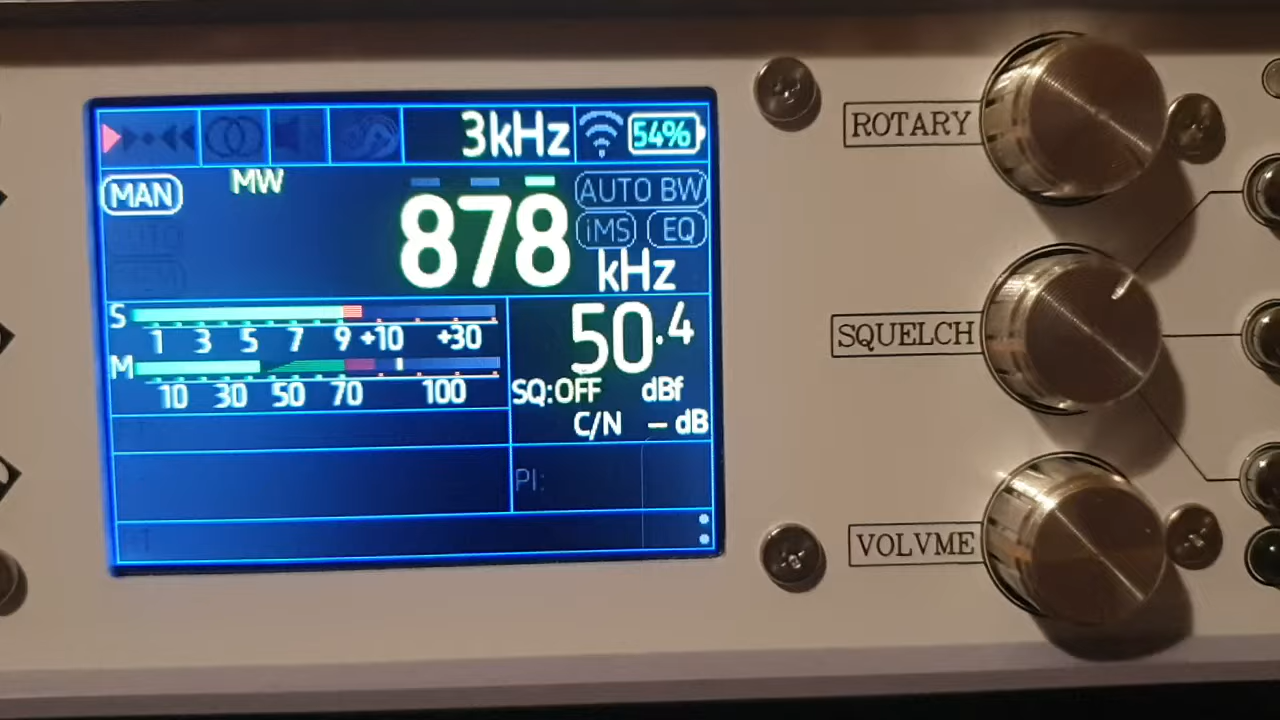 3kHz 54%
MAN MW AUTO BW
878 iMS EQ
kHz
S
1 3 5 7 9 +10 +30
M
10 30 50 70 100
50.4
SQ:OFF dBf
C/N – dB
PI:
ROTARY
SQUELCH
VOLVME